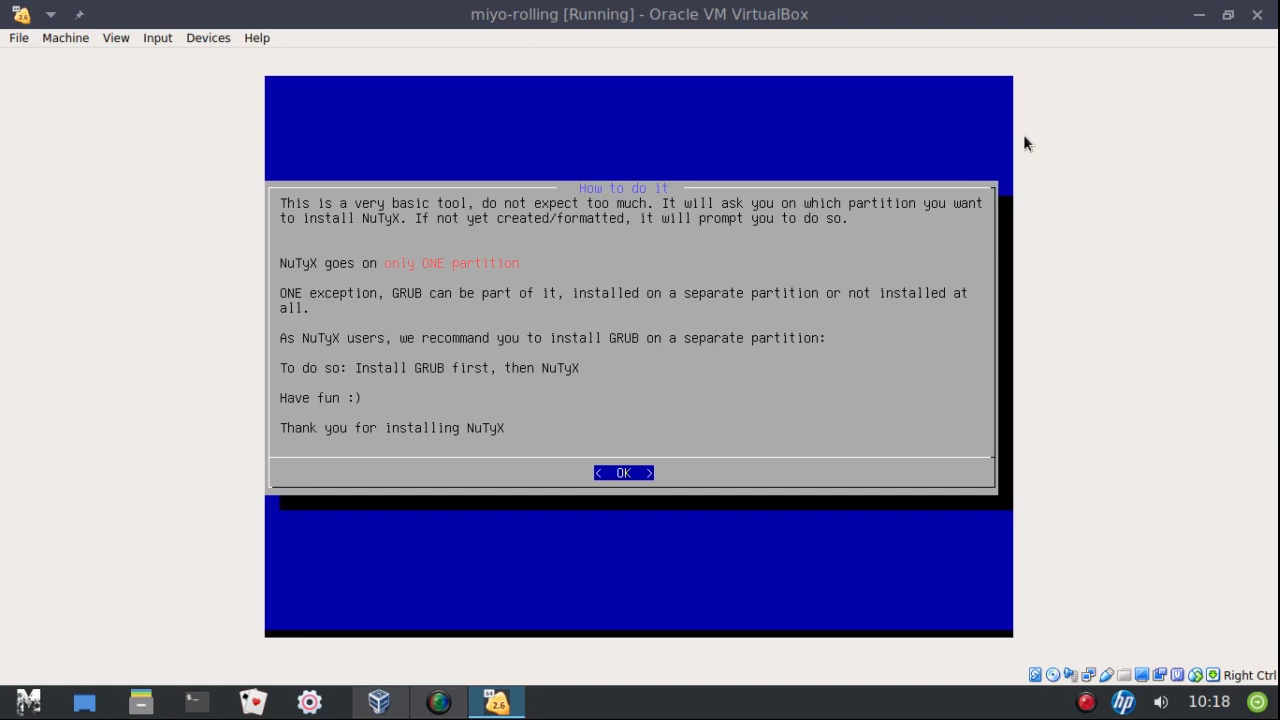 miyo-rolling [Running] - Oracle VM VirtualBox
File Machine View Input Devices Help
How to do it
This is a very basic tool, do not expect too much. It will ask you on which partition you want
to install NuTyX. If not yet created/formatted, it will prompt you to do so.
NuTyX goes on only ONE partition
ONE exception, GRUB can be part of it, installed on a separate partition or not installed at
all.
As NuTyX users, we recommand you to install GRUB on a separate partition:
To do so: Install GRUB first, then NuTyX
Have fun :)
Thank you for installing NuTyX
< OK >
Right Ctrl
64
2.6
10:18